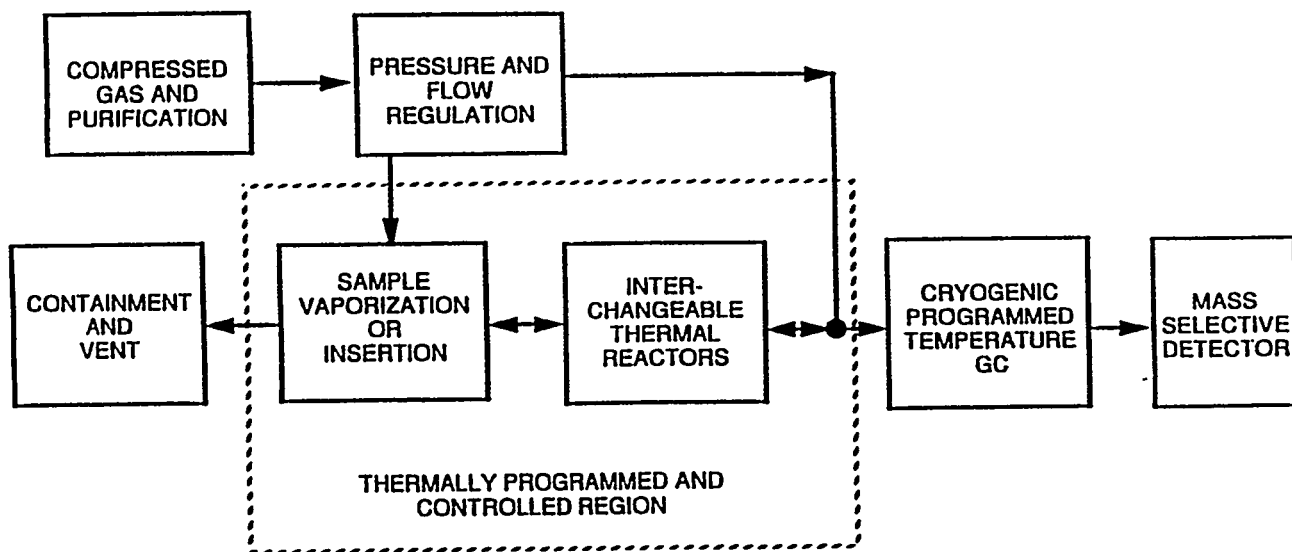 COMPRESSED
GAS AND
PURIFICATION
PRESSURE AND
FLOW
REGULATION
CONTAINMENT
AND
VENT
SAMPLE
VAPORIZATION
OR
INSERTION
INTER-
CHANGEABLE
THERMAL
REACTORS
CRYOGENIC
PROGRAMMED
TEMPERATURE
GC
MASS
SELECTIVE
DETECTOR
THERMALLY PROGRAMMED AND
CONTROLLED REGION